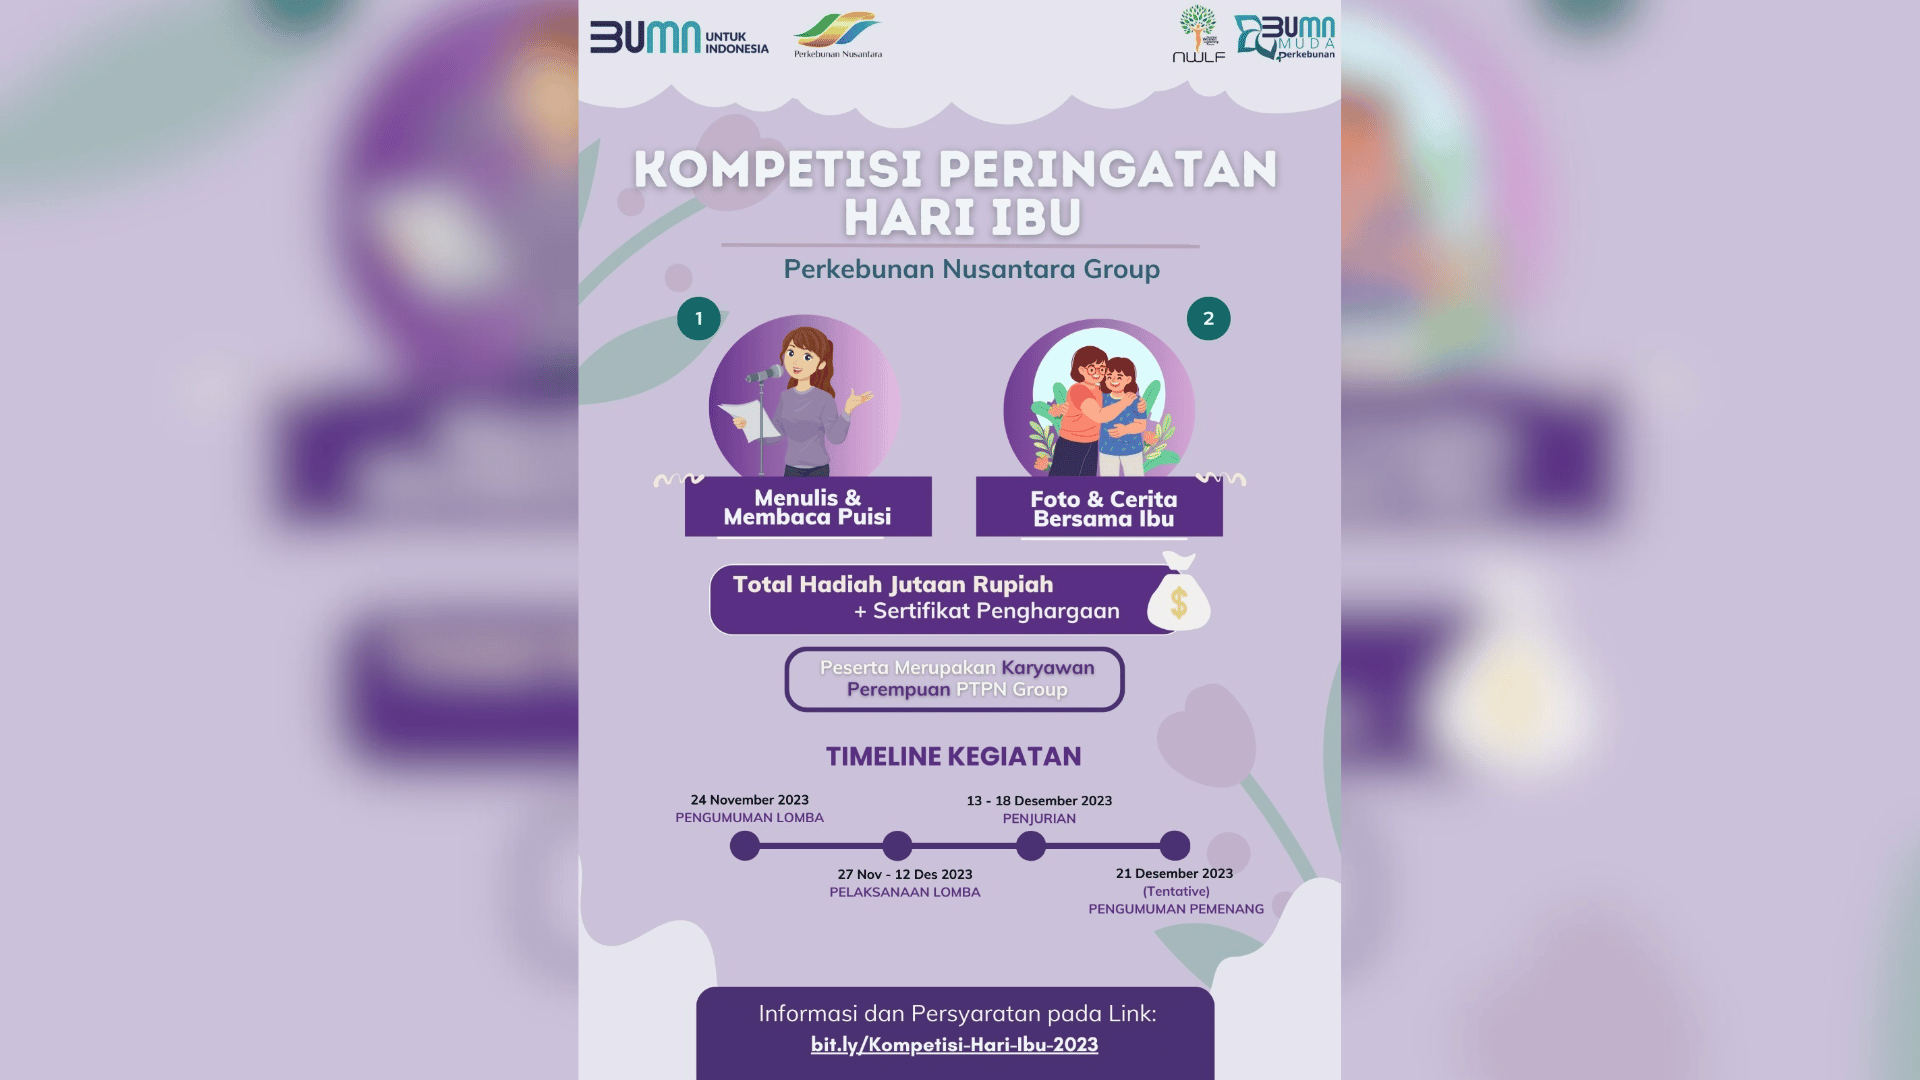 BUMN UNTUK INDONESIA
Perkebunan Nusantara
NWLF
BUMN MUDA Perkebunan
KOMPETISI PERINGATAN
HARI IBU
Perkebunan Nusantara Group
1
2
Menulis &
Membaca Puisi
Foto & Cerita
Bersama Ibu
Total Hadiah Jutaan Rupiah
+ Sertifikat Penghargaan
$
Peserta Merupakan Karyawan
Perempuan PTPN Group
TIMELINE KEGIATAN
24 November 2023
PENGUMUMAN LOMBA
13 - 18 Desember 2023
PENJURIAN
27 Nov - 12 Des 2023
PELAKSANAAN LOMBA
21 Desember 2023
(Tentative)
PENGUMUMAN PEMENANG
Informasi dan Persyaratan pada Link:
bit.ly/Kompetisi-Hari-Ibu-2023